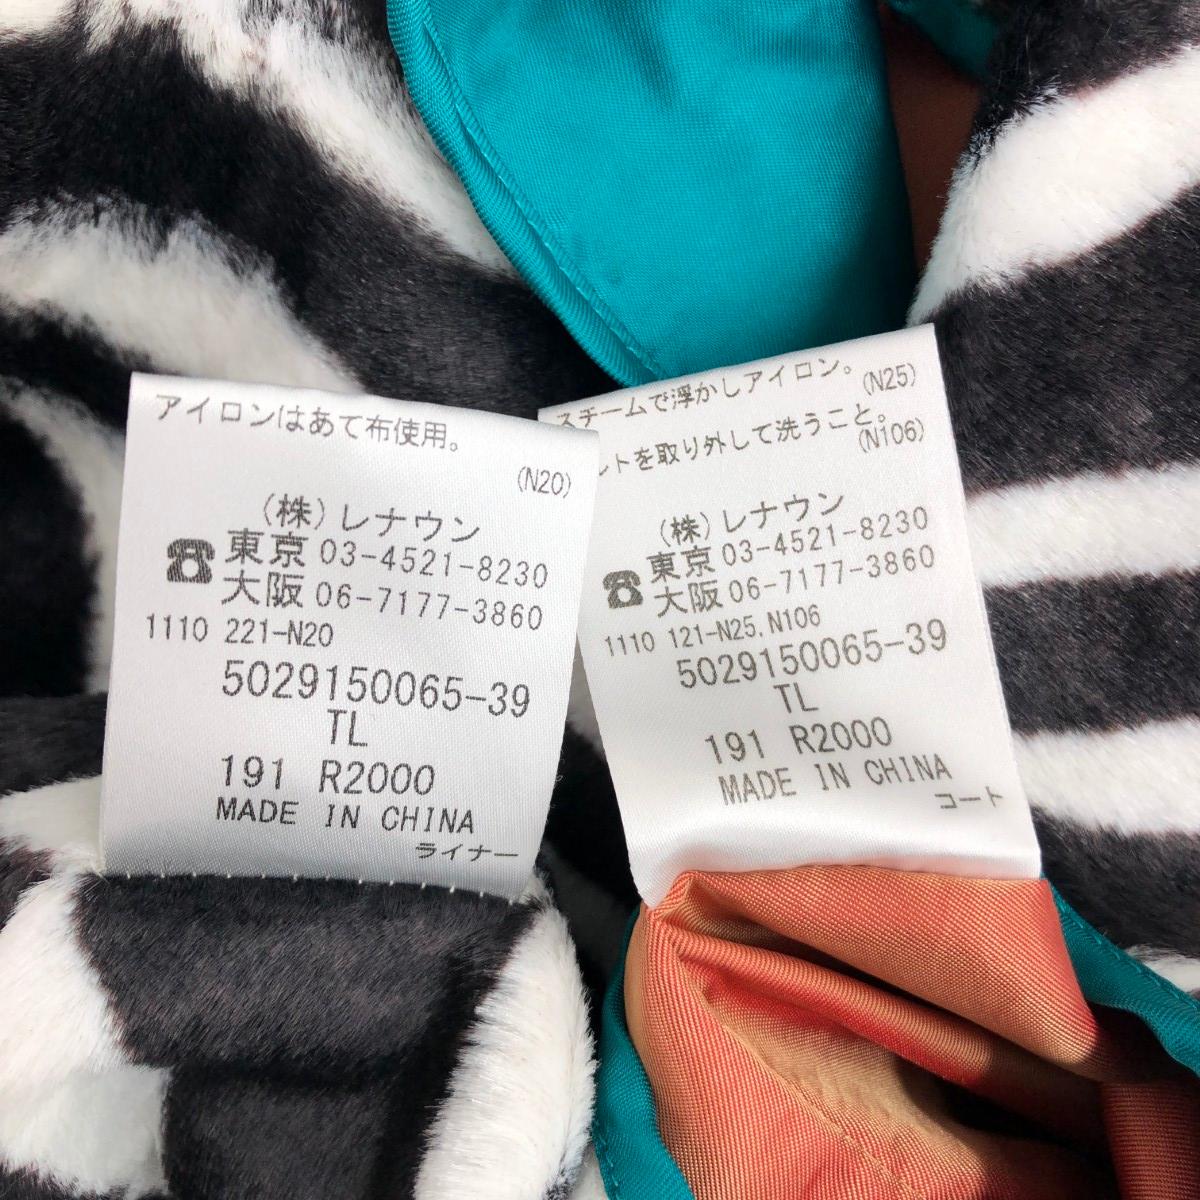 アイロンはあて布使用。
(N20)
(株)レナウン
☎東京 03-4521-8230
大阪 06-7177-3860
1110 221-N20
5029150065-39
TL
191 R2000
MADE IN CHINA
ライナー
スチームで浮かしアイロン。
(N25)
ルトを取り外して洗うこと。
(N106)
(株)レナウン
☎東京 03-4521-8230
大阪 06-7177-3860
1110 121-N25,N106
5029150065-39
TL
191 R2000
MADE IN CHINA
コート